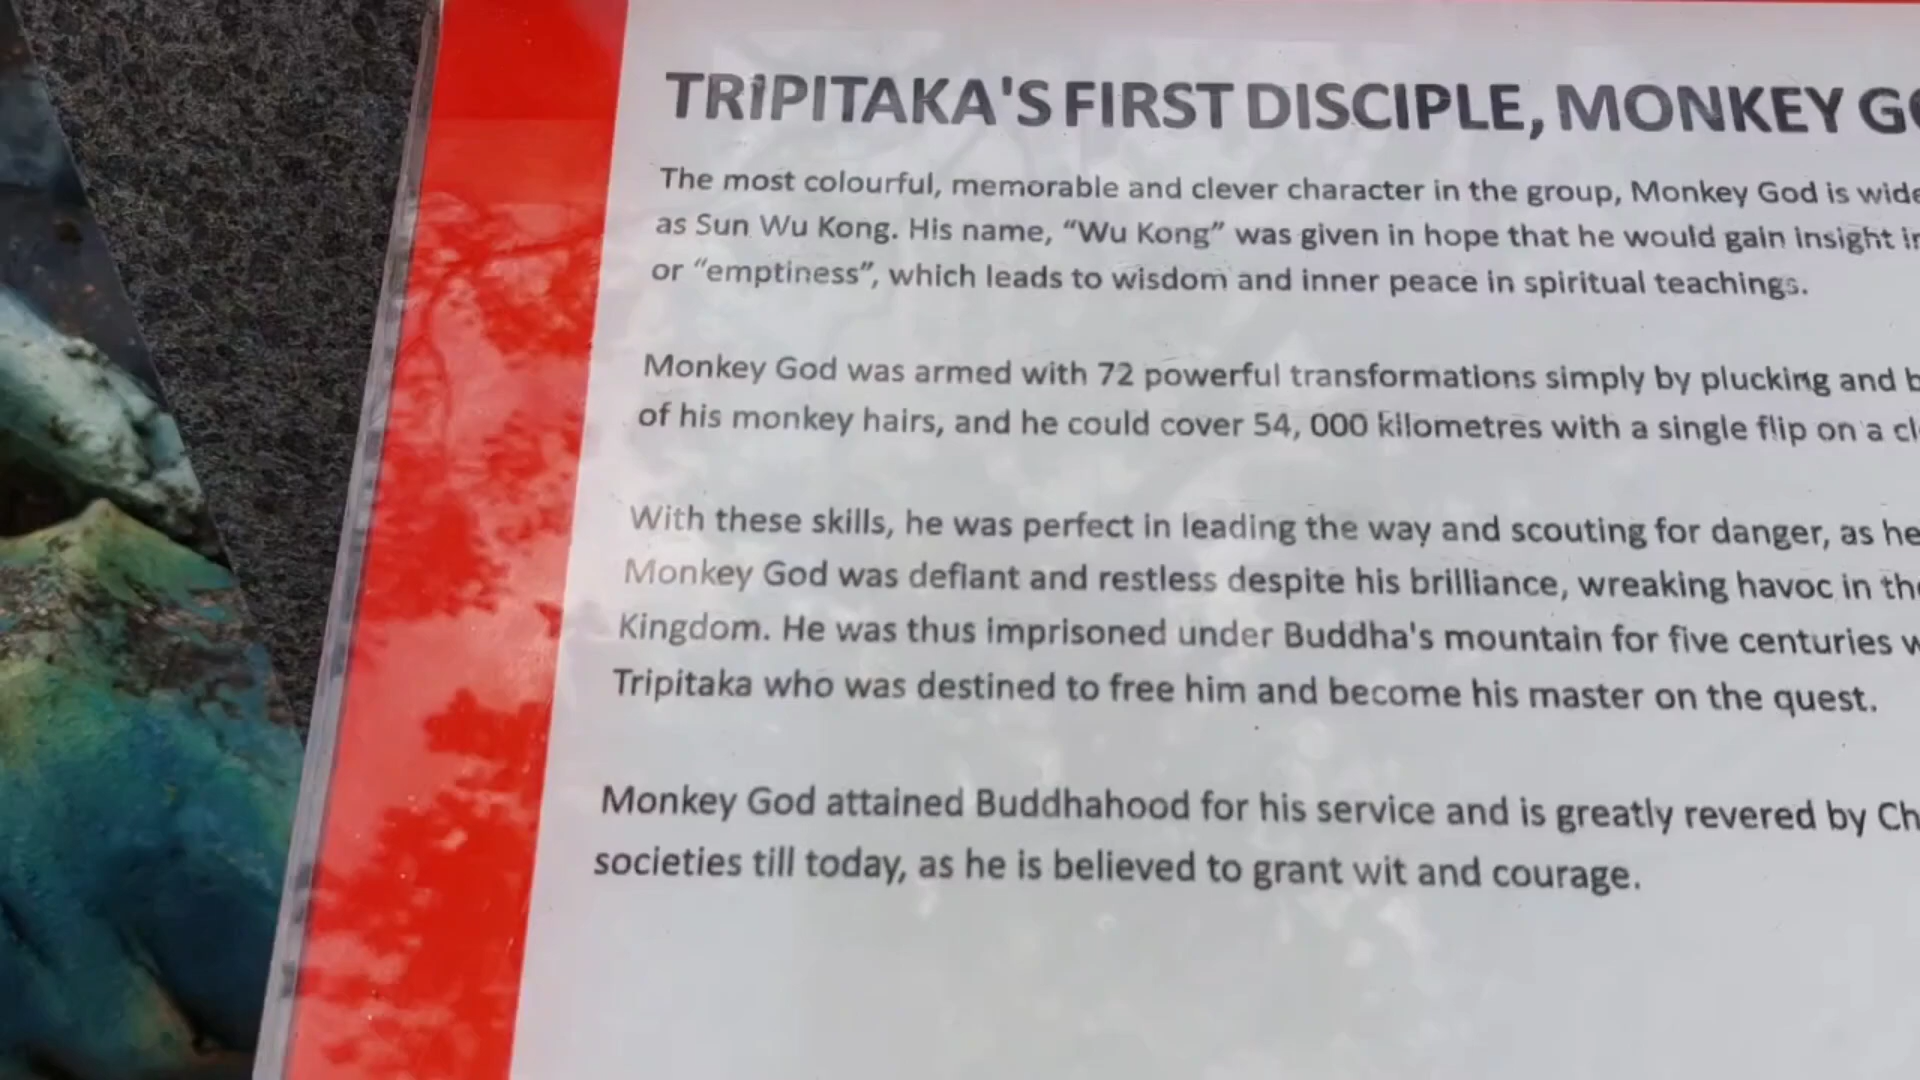 TRIPITAKA'S FIRST DISCIPLE, MONKEY
The most colourful, memorable and clever character in the group, Monkey God is
as Sun Wu Kong. His name, “Wu Kong” was given in hope that he would gain insight
or “emptiness”, which leads to wisdom and inner peace in spiritual teachings.
Monkey God was armed with 72 powerful transformations simply by plucking and
of his monkey hairs, and he could cover 54, 000 kilometres with a single flip on a
With these skills, he was perfect in leading the way and scouting for danger, as he
Monkey God was defiant and restless despite his brilliance, wreaking havoc in
Kingdom. He was thus imprisoned under Buddha's mountain for five centuries
Tripitaka who was destined to free him and become his master on the quest.
Monkey God attained Buddhahood for his service and is greatly revered by
societies till today, as he is believed to grant wit and courage.